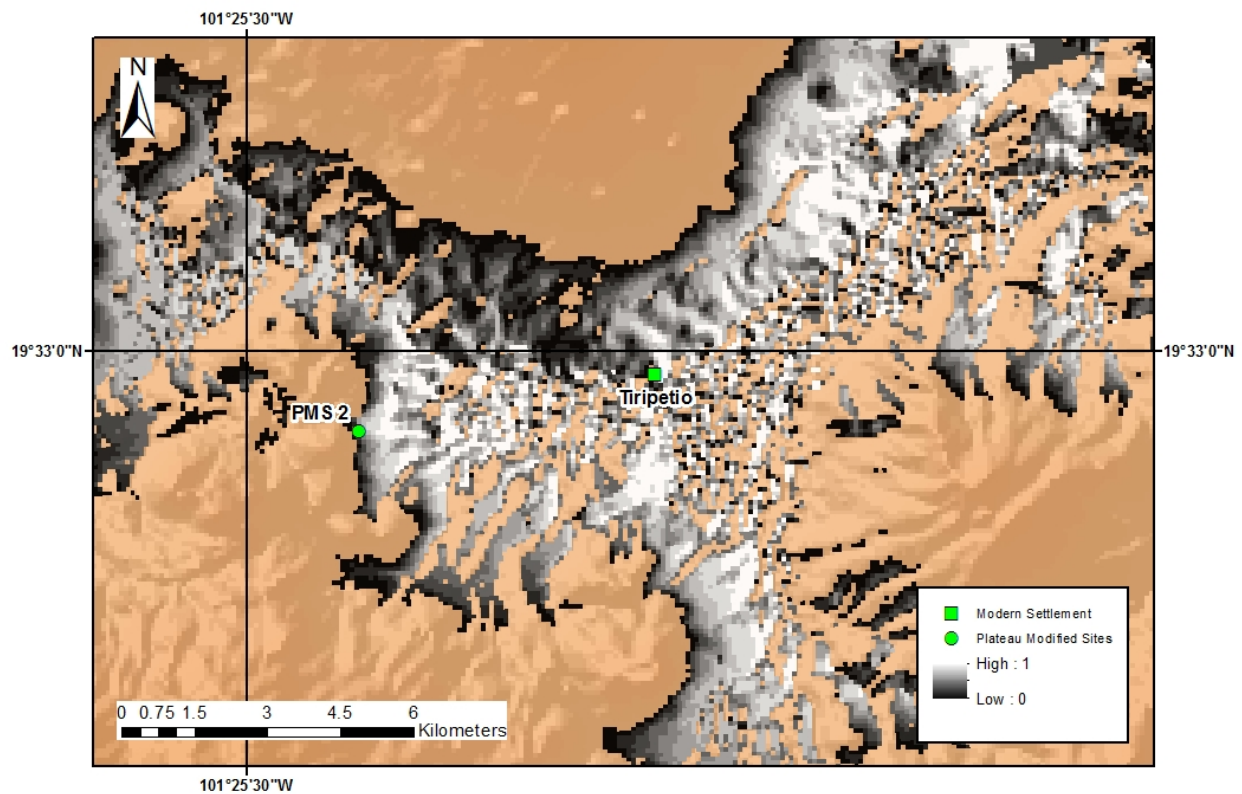 101°25'30"W
N
19°33'0"N
19°33'0"N
Tiripetio
PMS 2
Modern Settlement
Plateau Modified Sites
High : 1
Low : 0
0 0.75 1.5 3 4.5 6
Kilometers
101°25'30"W